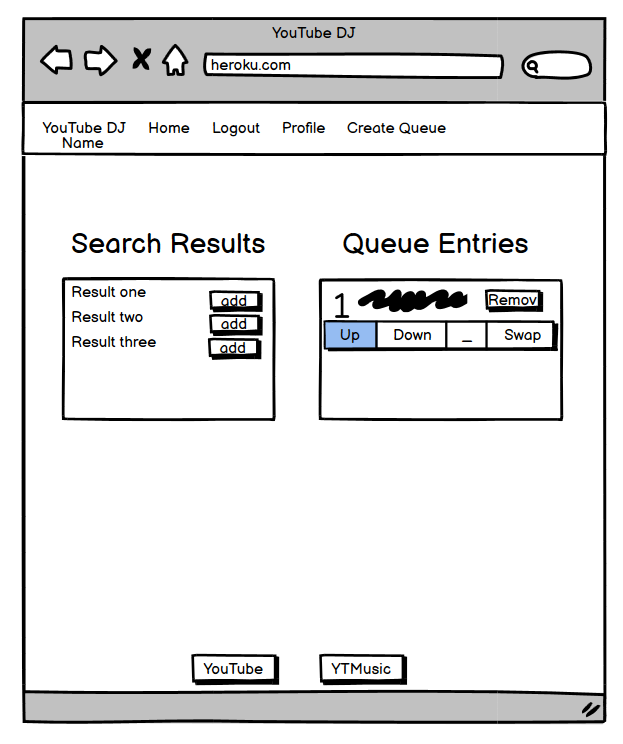 YouTube DJ
heroku.com
YouTube DJ Home Logout Profile Create Queue
Name
Search Results Queue Entries
Result one add
Result two add
Result three add
1 Remov
Up Down _ Swap
YouTube YTMusic